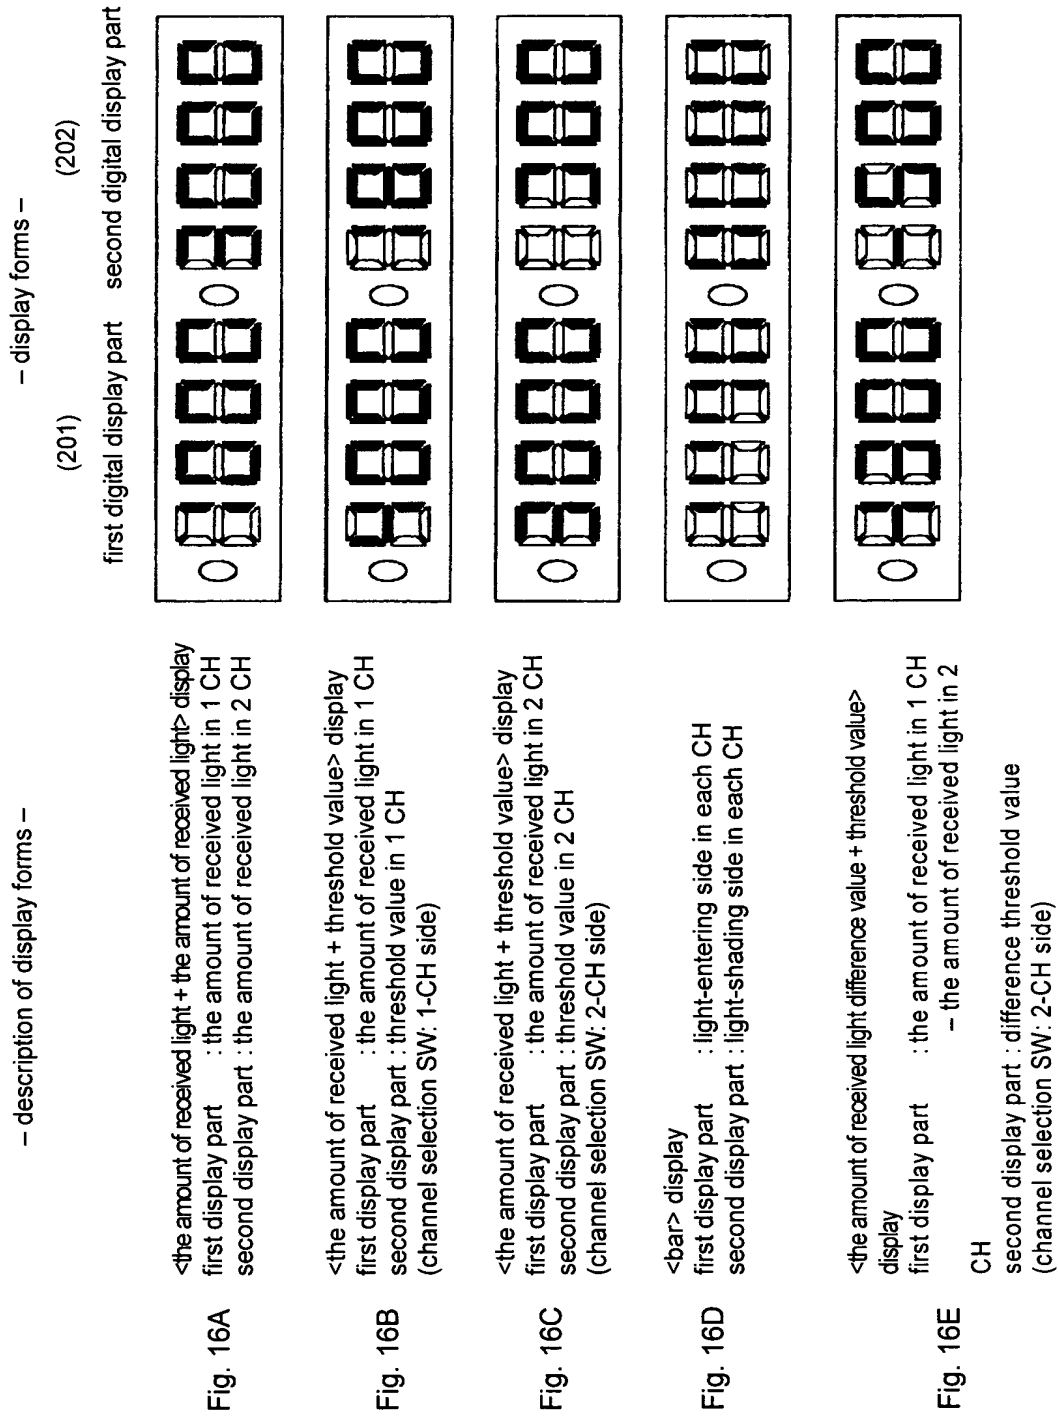 – description of display forms –
– display forms –
(201)
(202)
first digital display part
second digital display part
Fig. 16A
<the amount of received light + the amount of received light> display
first display part : the amount of received light in 1 CH
second display part : the amount of received light in 2 CH
Fig. 16B
<the amount of received light + threshold value> display
first display part : the amount of received light in 1 CH
second display part : threshold value in 1 CH
(channel selection SW: 1-CH side)
Fig. 16C
<the amount of received light + threshold value> display
first display part : the amount of received light in 2 CH
second display part : threshold value in 2 CH
(channel selection SW: 2-CH side)
Fig. 16D
<bar> display
first display part : light-entering side in each CH
second display part : light-shading side in each CH
Fig. 16E
<the amount of received light difference value + threshold value>
display
first display part : the amount of received light in 1 CH
– the amount of received light in 2
CH
second display part : difference threshold value
(channel selection SW: 2-CH side)